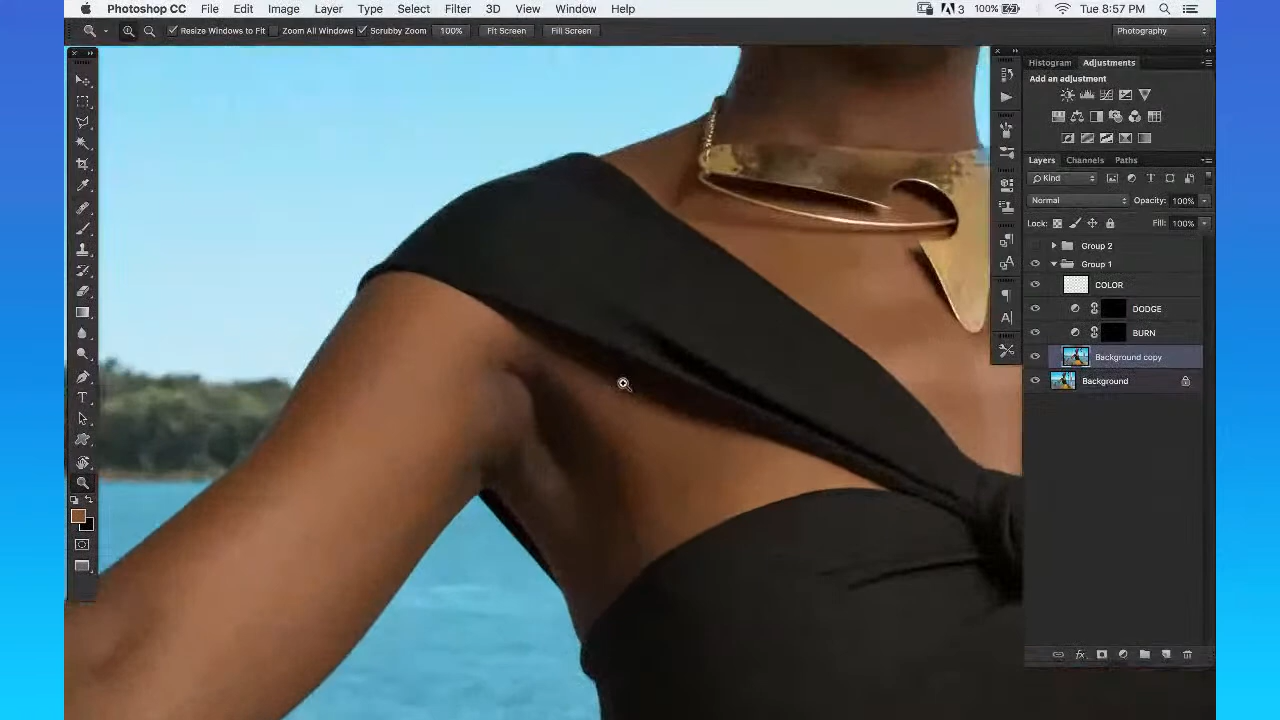 Photoshop CC File Edit Image Layer Type Select Filter 3D View Window Help 3 100% Tue 8:57 PM
Resize Windows to Fit Zoom All Windows Scrubby Zoom 100% Fit Screen Fill Screen Photography
Histogram Adjustments
Add an adjustment
Layers Channels Paths
Kind
Normal Opacity: 100%
Lock: Fill: 100%
Group 2
Group 1
COLOR
DODGE
BURN
Background copy
Background